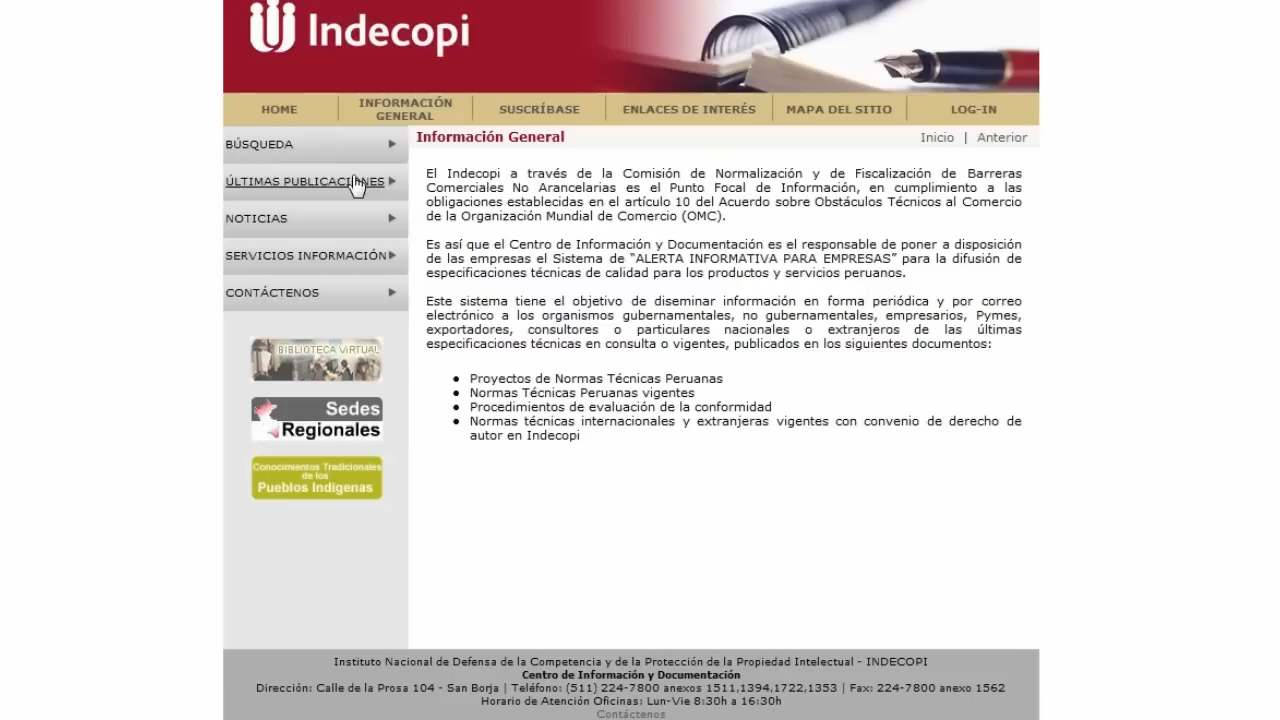 Indecopi
HOME
INFORMACIÓN
GENERAL
SUSCRÍBASE
ENLACES DE INTERÉS
MAPA DEL SITIO
LOG-IN
BÚSQUEDA
ÚLTIMAS PUBLICACIONES
NOTICIAS
SERVICIOS INFORMACIÓN
CONTÁCTENOS
BIBLIOTECA VIRTUAL
Sedes
Regionales
Conocimientos Tradicionales
de los
Pueblos Indígenas
Información General
Inicio | Anterior
El Indecopi a través de la Comisión de Normalización y de Fiscalización de Barreras
Comerciales No Arancelarias es el Punto Focal de Información, en cumplimiento a las
obligaciones establecidas en el artículo 10 del Acuerdo sobre Obstáculos Técnicos al Comercio
de la Organización Mundial de Comercio (OMC).
Es así que el Centro de Información y Documentación es el responsable de poner a disposición
de las empresas el Sistema de “ALERTA INFORMATIVA PARA EMPRESAS” para la difusión de
especificaciones técnicas de calidad para los productos y servicios peruanos.
Este sistema tiene el objetivo de diseminar información en forma periódica y por correo
electrónico a los organismos gubernamentales, no gubernamentales, empresarios, Pymes,
exportadores, consultores o particulares nacionales o extranjeros de las últimas
especificaciones técnicas en consulta o vigentes, publicados en los siguientes documentos:
• Proyectos de Normas Técnicas Peruanas
• Normas Técnicas Peruanas vigentes
• Procedimientos de evaluación de la conformidad
• Normas técnicas internacionales y extranjeras vigentes con convenio de derecho de
autor en Indecopi
Instituto Nacional de Defensa de la Competencia y de la Protección de la Propiedad Intelectual - INDECOPI
Centro de Información y Documentación
Dirección: Calle de la Prosa 104 - San Borja | Teléfono: (511) 224-7800 anexos 1511,1394,1722,1353 | Fax: 224-7800 anexo 1562
Horario de Atención Oficinas: Lun-Vie 8:30h a 16:30h
Contáctenos